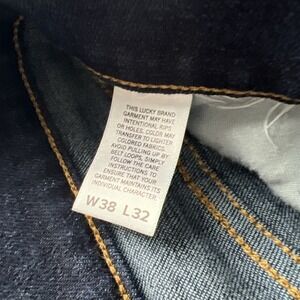 THIS LUCKY BRAND
GARMENT MAY HAVE
INTENTIONAL RIPS
OR HOLES, COLOR MAY
TRANSFER TO LIGHTER
COLORED FABRICS.
AVOID PULLING UP BY
BELT LOOPS, SIMPLY
FOLLOW THE CARE
INSTRUCTIONS TO
ENSURE THAT YOUR
GARMENT MAINTAINS ITS
INDIVIDUAL CHARACTER.
W38 L32